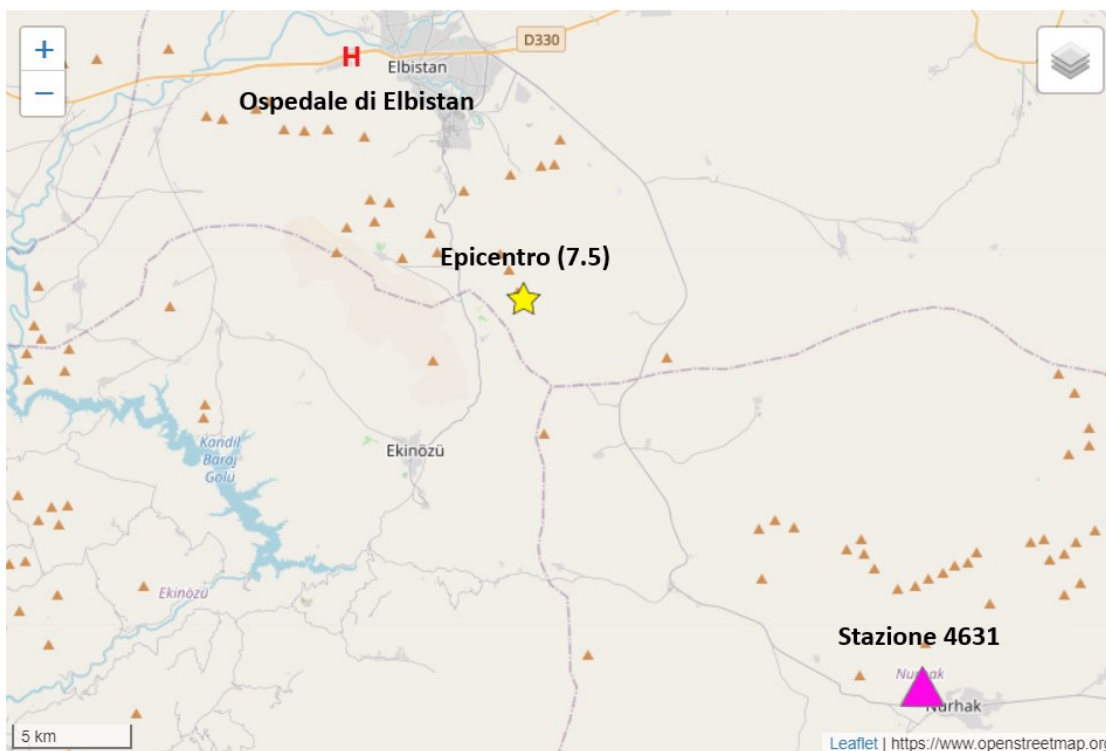 +
−
H
D330
Elbistan
Ospedale di Elbistan
Epicentro (7.5)
Kandil
Baraj
Gölü
Ekinözü
Ekinözü
Stazione 4631
Nurhak
Nurhak
5 km
Leaflet | https://www.openstreetmap.org